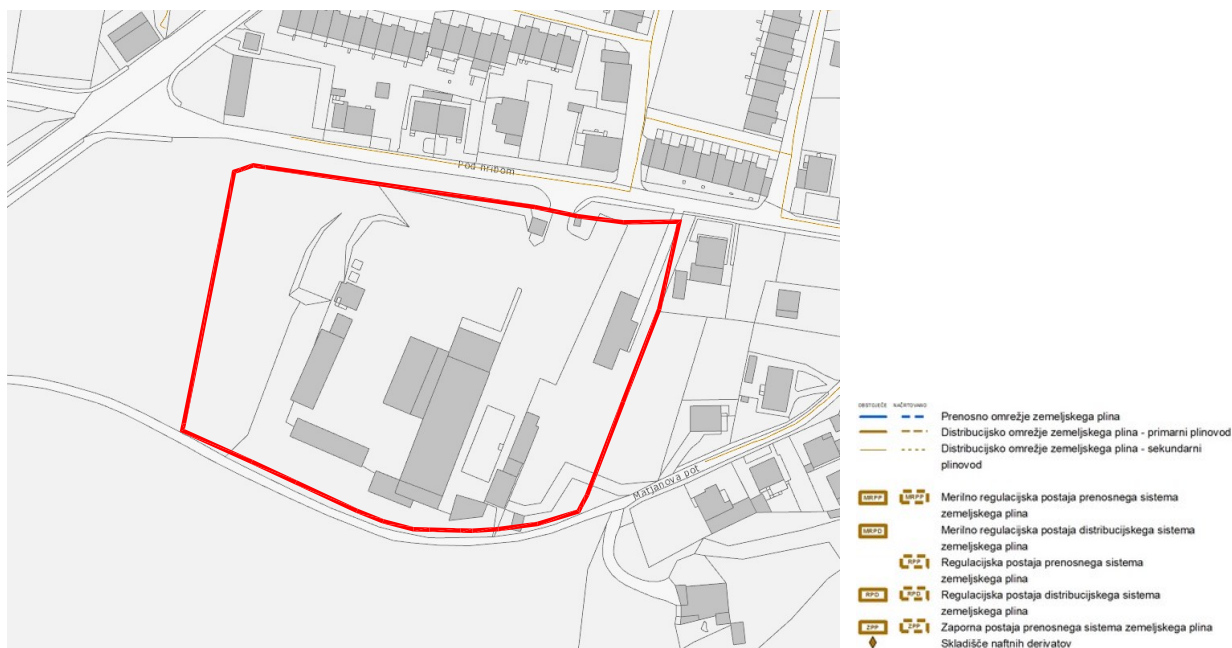 Pod hribom
Marjanova pot
OBSTOJEČE NAČRTOVANO
Prenosno omrežje zemeljskega plina
Distribucijsko omrežje zemeljskega plina - primarni plinovod
Distribucijsko omrežje zemeljskega plina - sekundarni
plinovod
MRPP MRPP Merilno regulacijska postaja prenosnega sistema
zemeljskega plina
MRPD Merilno regulacijska postaja distribucijskega sistema
zemeljskega plina
RPP Regulacijska postaja prenosnega sistema
zemeljskega plina
RPD RPD Regulacijska postaja distribucijskega sistema
zemeljskega plina
ZPP ZPP Zaporna postaja prenosnega sistema zemeljskega plina
Skladišče naftnih derivatov